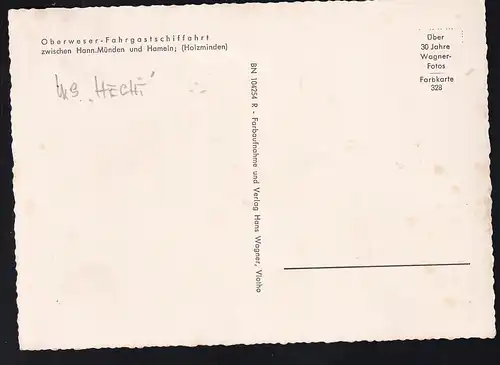 Oberweser-Fahrgastschiffahrt
zwischen Hann.Münden und Hameln; (Holzminden)
MS „HECHT"
BN 104254 R - Farbaufnahme und Verlag Hans Wagner, Vlotho
Über
30 Jahre
Wagner-
Fotos
Farbkarte
328